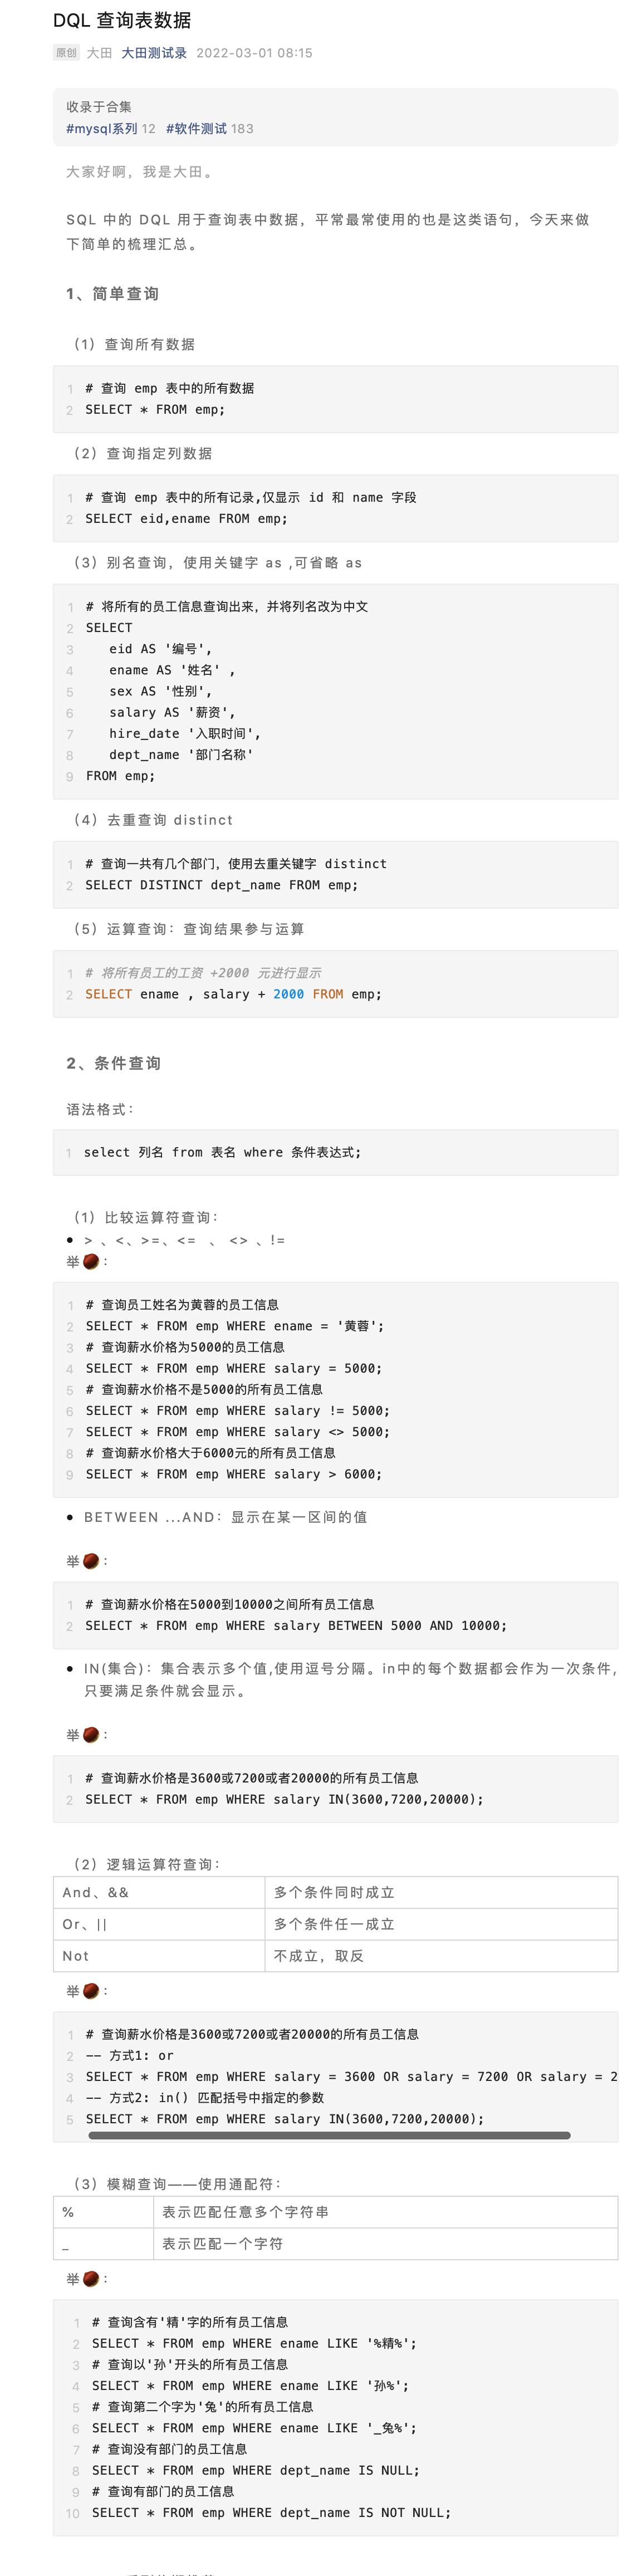 DQL 查询表数据
原创 大田 大田测试录 2022-03-01 08:15
收录于合集
#mysql系列 12 #软件测试 183
大家好啊，我是大田。
SQL 中的 DQL 用于查询表中数据，平常最常使用的也是这类语句，今天来做
下简单的梳理汇总。
1、简单查询
（1）查询所有数据
1 # 查询 emp 表中的所有数据
2 SELECT * FROM emp;
（2）查询指定列数据
1 # 查询 emp 表中的所有记录,仅显示 id 和 name 字段
2 SELECT eid,ename FROM emp;
（3）别名查询，使用关键字 as ,可省略 as
1 # 将所有的员工信息查询出来，并将列名改为中文
2 SELECT
3 eid AS '编号',
4 ename AS '姓名' ,
5 sex AS '性别',
6 salary AS '薪资',
7 hire_date '入职时间',
8 dept_name '部门名称'
9 FROM emp;
（4）去重查询 distinct
1 # 查询一共有几个部门，使用去重关键字 distinct
2 SELECT DISTINCT dept_name FROM emp;
（5）运算查询：查询结果参与运算
1 # 将所有员工的工资 +2000 元进行显示
2 SELECT ename , salary + 2000 FROM emp;
2、条件查询
语法格式：
1 select 列名 from 表名 where 条件表达式;
（1）比较运算符查询：
• > 、<、>=、<= 、 <> 、!=
举🌰：
1 # 查询员工姓名为黄蓉的员工信息
2 SELECT * FROM emp WHERE ename = '黄蓉';
3 # 查询薪水价格为5000的员工信息
4 SELECT * FROM emp WHERE salary = 5000;
5 # 查询薪水价格不是5000的所有员工信息
6 SELECT * FROM emp WHERE salary != 5000;
7 SELECT * FROM emp WHERE salary <> 5000;
8 # 查询薪水价格大于6000元的所有员工信息
9 SELECT * FROM emp WHERE salary > 6000;
• BETWEEN ...AND：显示在某一区间的值
举🌰：
1 # 查询薪水价格在5000到10000之间所有员工信息
2 SELECT * FROM emp WHERE salary BETWEEN 5000 AND 10000;
• IN(集合)：集合表示多个值,使用逗号分隔。in中的每个数据都会作为一次条件,
只要满足条件就会显示。
举🌰：
1 # 查询薪水价格是3600或7200或者20000的所有员工信息
2 SELECT * FROM emp WHERE salary IN(3600,7200,20000);
（2）逻辑运算符查询：
And、&& 多个条件同时成立
Or、|| 多个条件任一成立
Not 不成立，取反
举🌰：
1 # 查询薪水价格是3600或7200或者20000的所有员工信息
2 -- 方式1: or
3 SELECT * FROM emp WHERE salary = 3600 OR salary = 7200 OR salary = 2
4 -- 方式2: in() 匹配括号中指定的参数
5 SELECT * FROM emp WHERE salary IN(3600,7200,20000);
（3）模糊查询——使用通配符：
% 表示匹配任意多个字符串
_ 表示匹配一个字符
举🌰：
1 # 查询含有'精'字的所有员工信息
2 SELECT * FROM emp WHERE ename LIKE '%精%';
3 # 查询以'孙'开头的所有员工信息
4 SELECT * FROM emp WHERE ename LIKE '孙%';
5 # 查询第二个字为'兔'的所有员工信息
6 SELECT * FROM emp WHERE ename LIKE '_兔%';
7 # 查询没有部门的员工信息
8 SELECT * FROM emp WHERE dept_name IS NULL;
9 # 查询有部门的员工信息
10 SELECT * FROM emp WHERE dept_name IS NOT NULL;